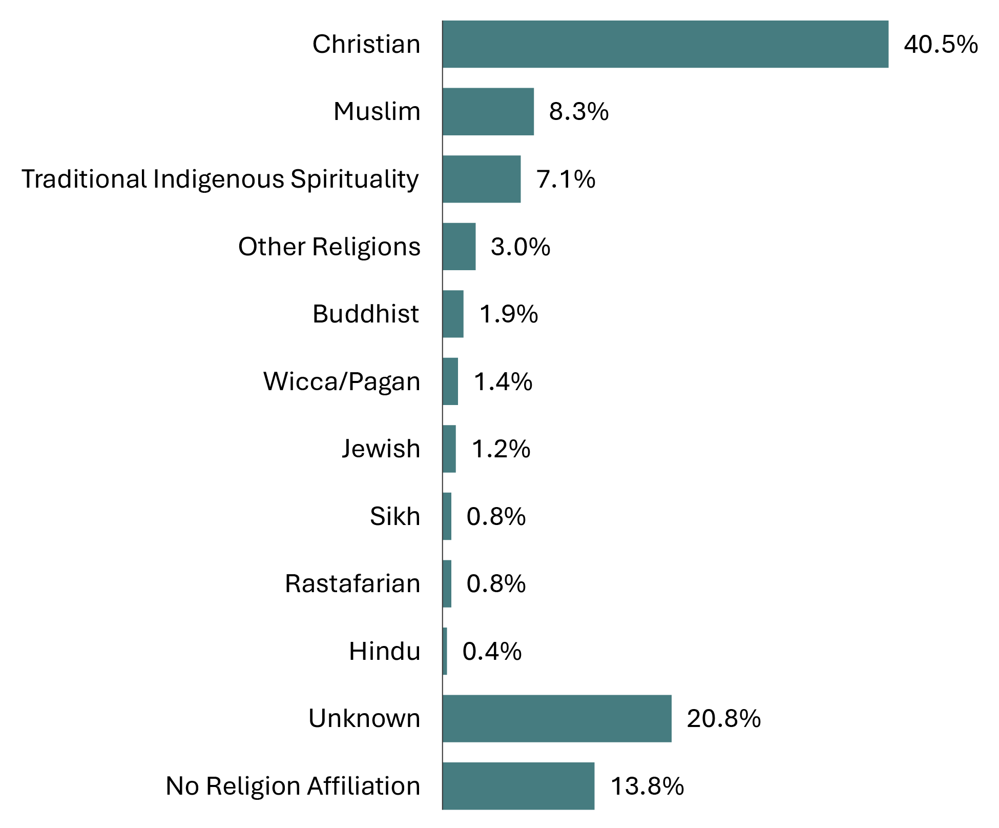 Christian 40.5%
Muslim 8.3%
Traditional Indigenous Spirituality 7.1%
Other Religions 3.0%
Buddhist 1.9%
Wicca/Pagan 1.4%
Jewish 1.2%
Sikh 0.8%
Rastafarian 0.8%
Hindu 0.4%
Unknown 20.8%
No Religion Affiliation 13.8%